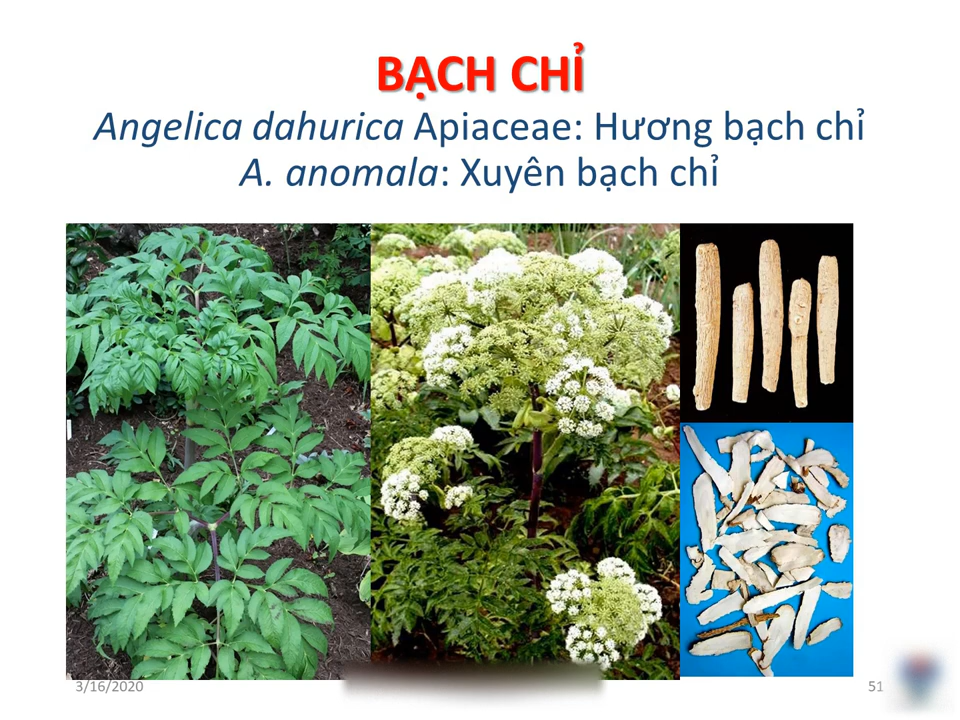 BẠCH CHỈ
Angelica dahurica Apiaceae: Hương bạch chỉ
A. anomala: Xuyên bạch chỉ
3/16/2020
51